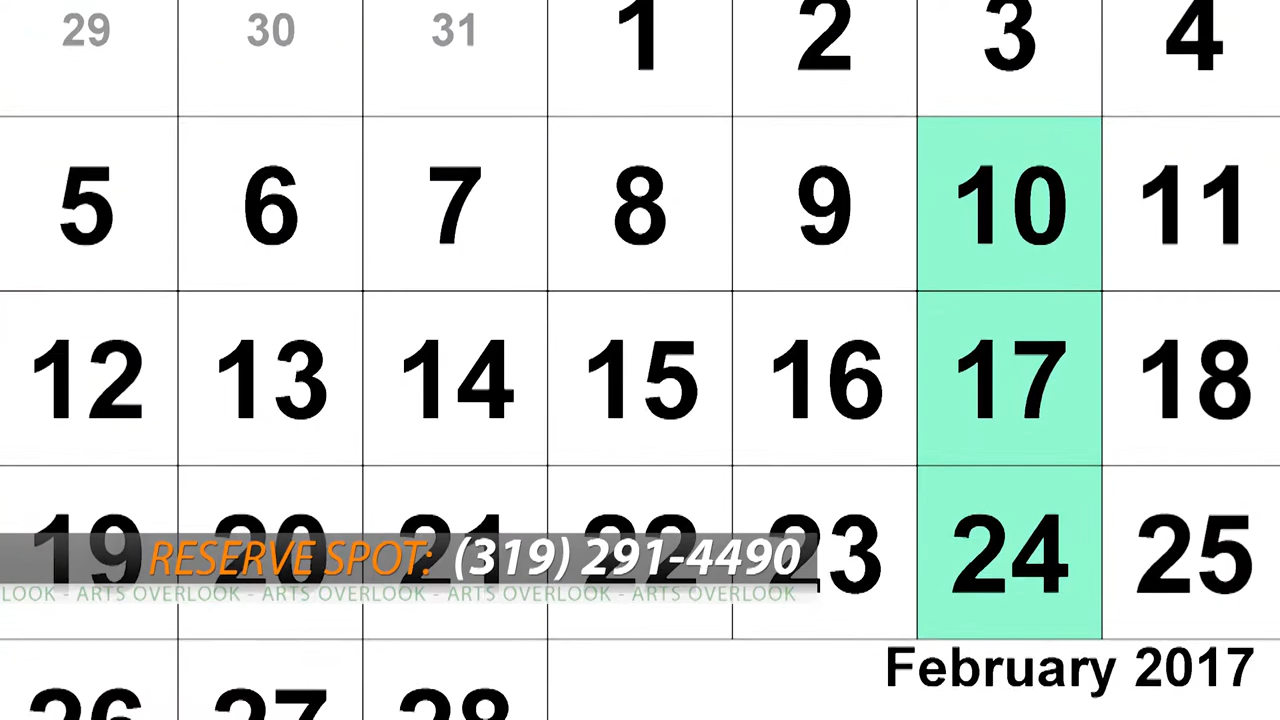 29 30 31 1 2 3 4
5 6 7 8 9 10 11
12 13 14 15 16 17 18
19 20 21 22 23 24 25
RESERVE SPOT: (319) 291-4490
LOOK - ARTS OVERLOOK - ARTS OVERLOOK - ARTS OVERLOOK - ARTS OVERLOOK
February 2017
26 27 28